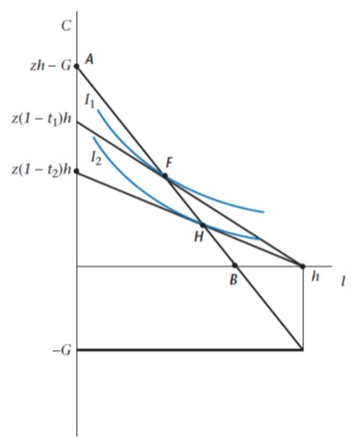 C
zh – G
A
I₁
z(1 – t₁)h
F
I₂
z(1 – t₂)h
H
B
h
l
–G